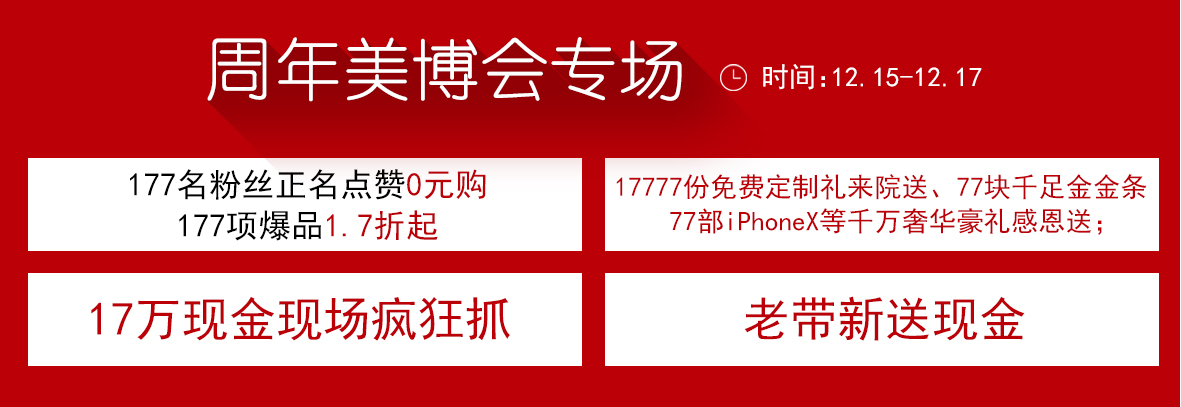 周年美博会专场
时间:12.15-12.17
177名粉丝正名点赞0元购
177项爆品1.7折起
17777份免费定制礼来院送、77块千足金金条
77部iPhoneX等千万奢华豪礼感恩送;
17万现金现场疯狂抓
老带新送现金